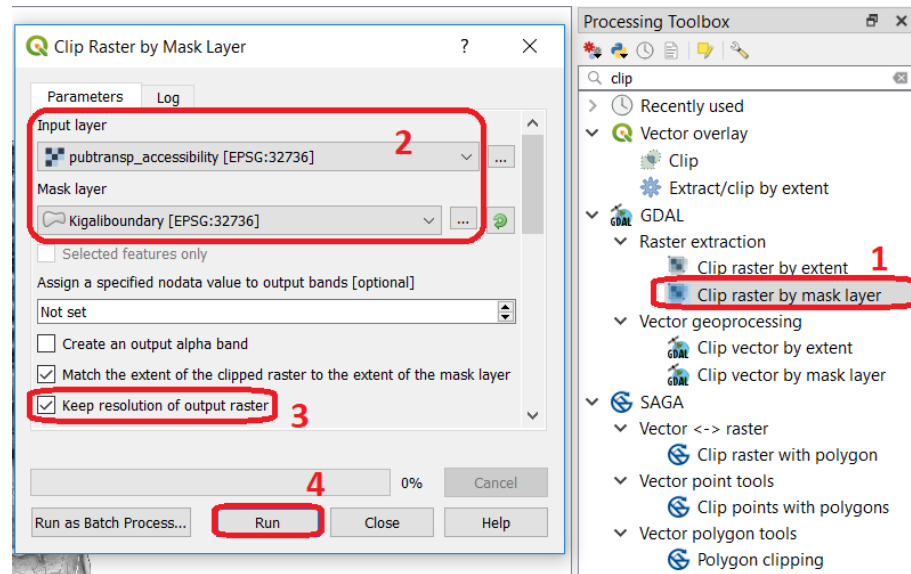 Clip Raster by Mask Layer
?
Parameters
Log
Input layer
2
pubtransp_accessibility [EPSG:32736]
...
Mask layer
Kigaliboundary [EPSG:32736]
...
Selected features only
Assign a specified nodata value to output bands [optional]
Not set
Create an output alpha band
Match the extent of the clipped raster to the extent of the mask layer
Keep resolution of output raster
3
4
0%
Cancel
Run as Batch Process...
Run
Close
Help
Processing Toolbox
clip
Recently used
Vector overlay
Clip
Extract/clip by extent
GDAL
GDAL
Raster extraction
Clip raster by extent
1
Clip raster by mask layer
Vector geoprocessing
GDAL
Clip vector by extent
GDAL
Clip vector by mask layer
SAGA
Vector <-> raster
Clip raster with polygon
Vector point tools
Clip points with polygons
Vector polygon tools
Polygon clipping